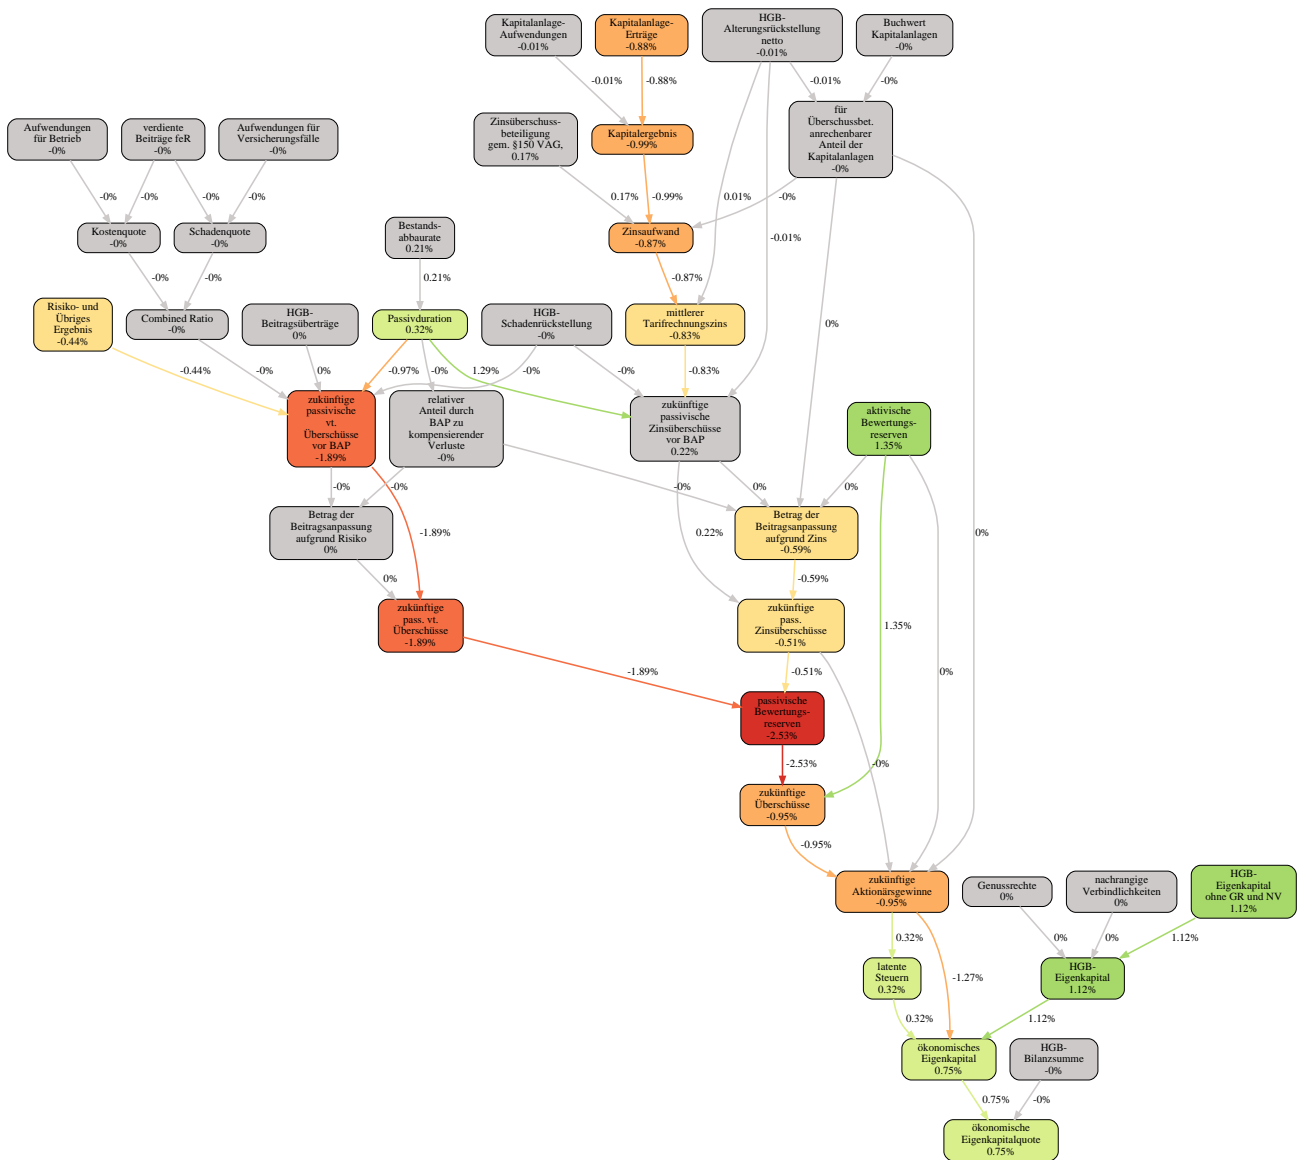 Kapitalanlage-
Aufwendungen
-0.01%
Kapitalanlage-
Erträge
-0.88%
HGB-
Alterungsrückstellung
netto
-0.01%
Buchwert
Kapitalanlagen
-0%
-0.01%
-0.88%
-0.01%
-0%
Aufwendungen
für Betrieb
-0%
verdiente
Beiträge feR
-0%
Aufwendungen für
Versicherungsfälle
-0%
Zinsüberschuss-
beteiligung
gem. §150 VAG,
0.17%
Kapitalergebnis
-0.99%
für
Überschussbet.
anrechenbarer
Anteil der
Kapitalanlagen
-0%
-0%
-0%
-0%
-0%
0.17%
-0.99%
0.01%
-0%
-0.01%
Kostenquote
-0%
Schadenquote
-0%
Bestands-
abbaurate
0.21%
Zinsaufwand
-0.87%
-0%
-0%
0.21%
-0.87%
0%
Risiko- und
Übriges
Ergebnis
-0.44%
Combined Ratio
-0%
HGB-
Beitragsüberträge
0%
Passivduration
0.32%
HGB-
Schadenrückstellung
-0%
mittlerer
Tarifrechnungszins
-0.83%
-0.44%
-0%
0%
-0.97%
-0%
1.29%
-0%
-0%
-0.83%
zukünftige
passivische
vt.
Überschüsse
vor BAP
-1.89%
relativer
Anteil durch
BAP zu
kompensierender
Verluste
-0%
zukünftige
passivische
Zinsüberschüsse
vor BAP
0.22%
aktivische
Bewertungs-
reserven
1.35%
-0%
-0%
-0%
0%
0%
-1.89%
0.22%
0%
Betrag der
Beitragsanpassung
aufgrund Risiko
0%
Betrag der
Beitragsanpassung
aufgrund Zins
-0.59%
0%
-0.59%
zukünftige
pass. vt.
Überschüsse
-1.89%
zukünftige
pass.
Zinsüberschüsse
-0.51%
1.35%
-1.89%
-0.51%
0%
passivische
Bewertungs-
reserven
-2.53%
-2.53%
-0%
zukünftige
Überschüsse
-0.95%
-0.95%
zukünftige
Aktionärsgewinne
-0.95%
Genussrechte
0%
nachrangige
Verbindlichkeiten
0%
HGB-
Eigenkapital
ohne GR und NV
1.12%
0.32%
-1.27%
0%
0%
1.12%
latente
Steuern
0.32%
HGB-
Eigenkapital
1.12%
0.32%
1.12%
ökonomisches
Eigenkapital
0.75%
HGB-
Bilanzsumme
-0%
0.75%
-0%
ökonomische
Eigenkapitalquote
0.75%